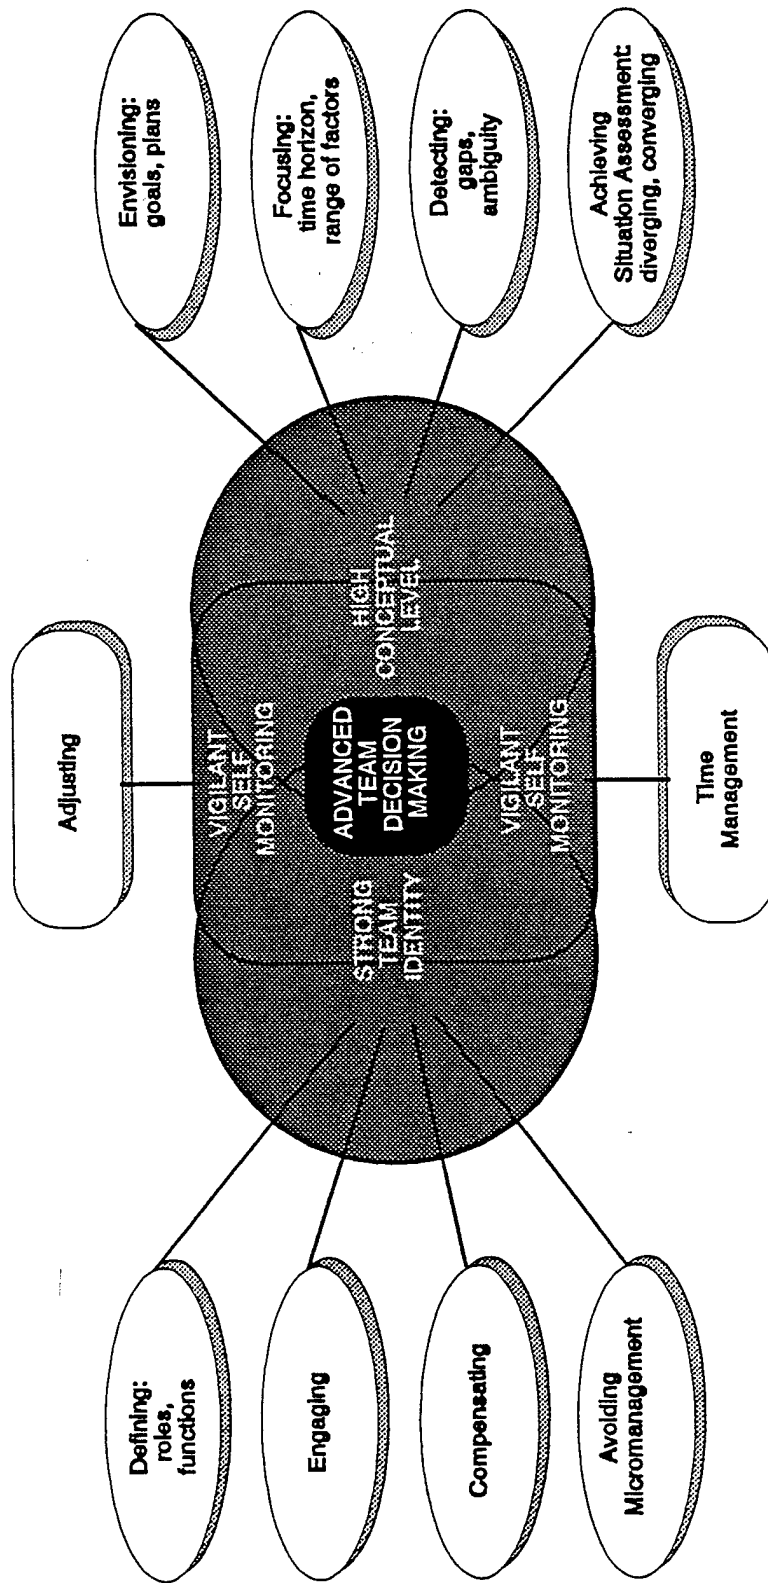 Defining:
roles,
functions
Engaging
Compensating
Avoiding
Micromanagement
Adjusting
VIGILANT
SELF
MONITORING
STRONG
TEAM
IDENTITY
ADVANCED
TEAM
DECISION
MAKING
HIGH
CONCEPTUAL
LEVEL
VIGILANT
SELF
MONITORING
Time
Management
Envisioning:
goals, plans
Focusing:
time horizon,
range of factors
Detecting:
gaps,
ambiguity
Achieving
Situation Assessment:
diverging, converging